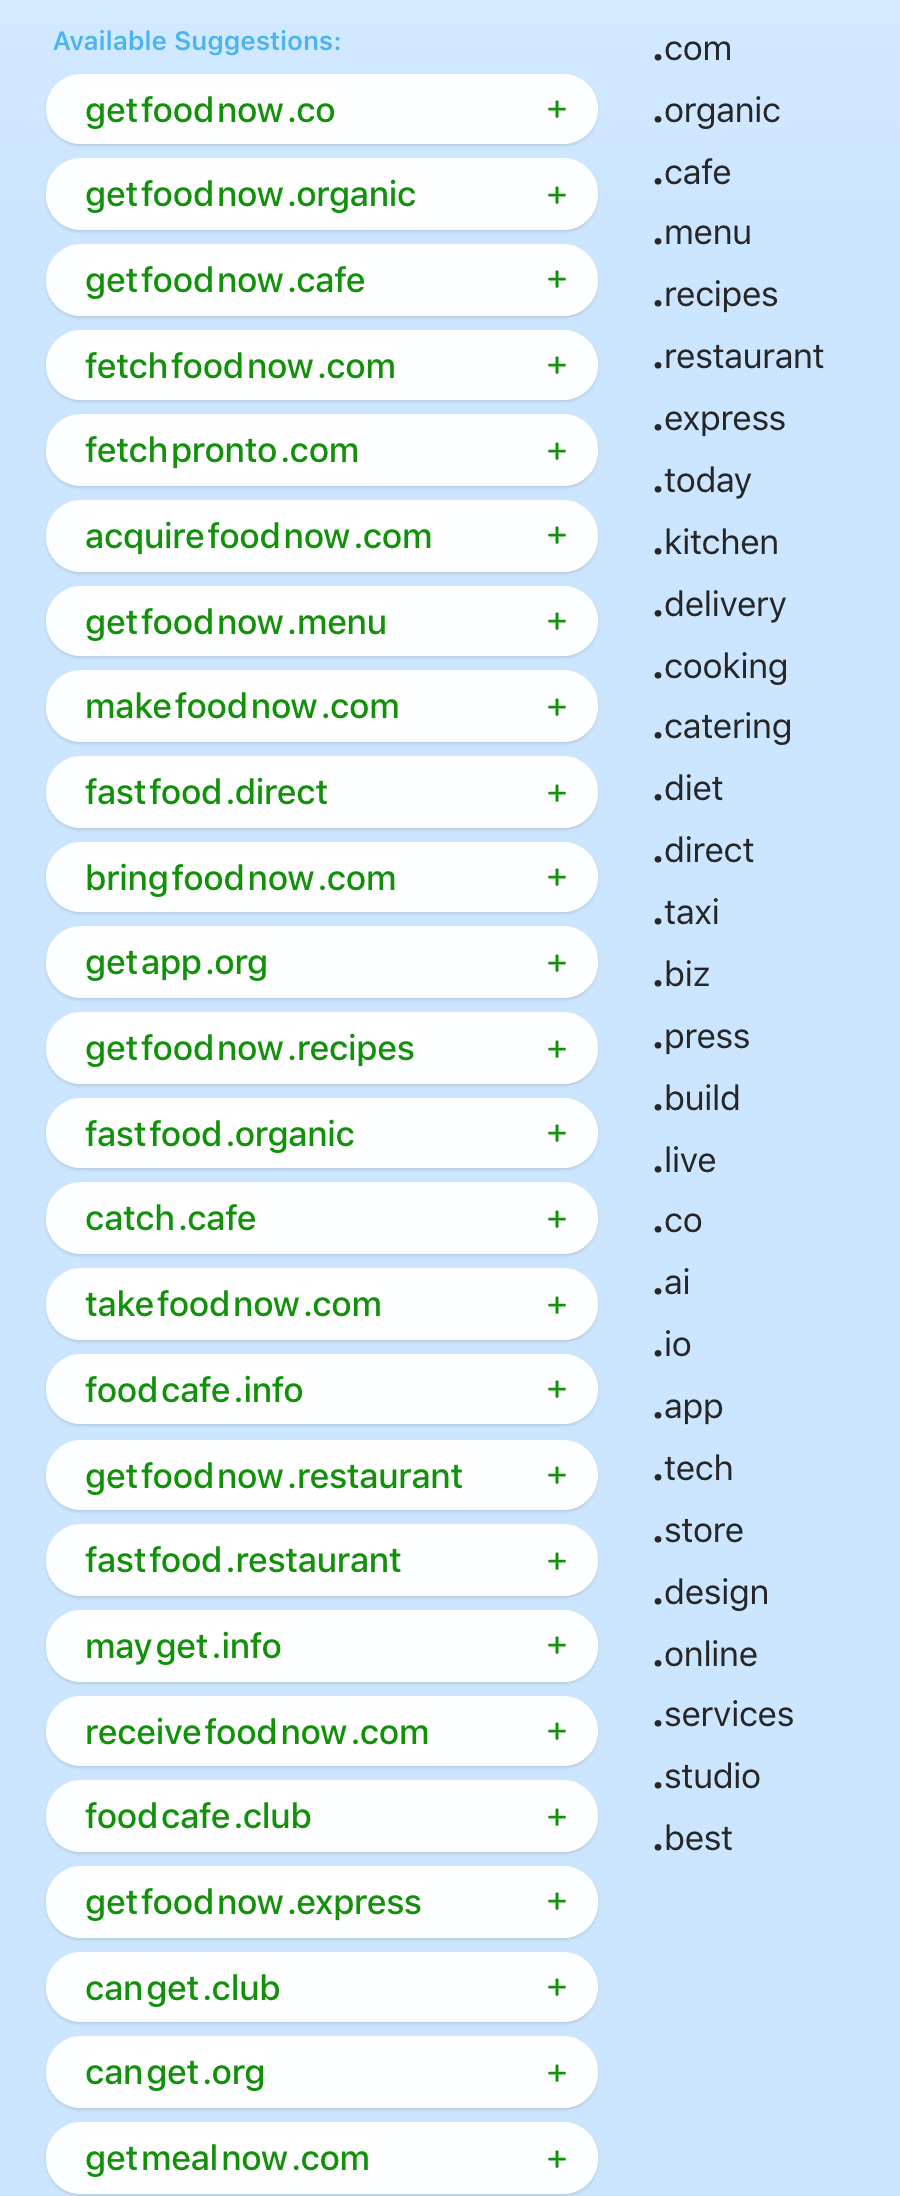 Available Suggestions:
getfoodnow.co +
getfoodnow.organic +
getfoodnow.cafe +
fetchfoodnow.com +
fetchpronto.com +
acquirefoodnow.com +
getfoodnow.menu +
makefoodnow.com +
fastfood.direct +
bringfoodnow.com +
getapp.org +
getfoodnow.recipes +
fastfood.organic +
catch.cafe +
takefoodnow.com +
foodcafe.info +
getfoodnow.restaurant +
fastfood.restaurant +
mayget.info +
receivefoodnow.com +
foodcafe.club +
getfoodnow.express +
canget.club +
canget.org +
getmealnow.com +
.com
.organic
.cafe
.menu
.recipes
.restaurant
.express
.today
.kitchen
.delivery
.cooking
.catering
.diet
.direct
.taxi
.biz
.press
.build
.live
.co
.ai
.io
.app
.tech
.store
.design
.online
.services
.studio
.best